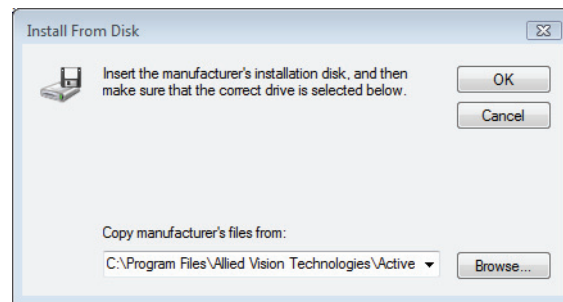 Install From Disk
Insert the manufacturer's installation disk, and then
make sure that the correct drive is selected below.
OK
Cancel
Copy manufacturer's files from:
C:\Program Files\Allied Vision Technologies\Active
Browse...